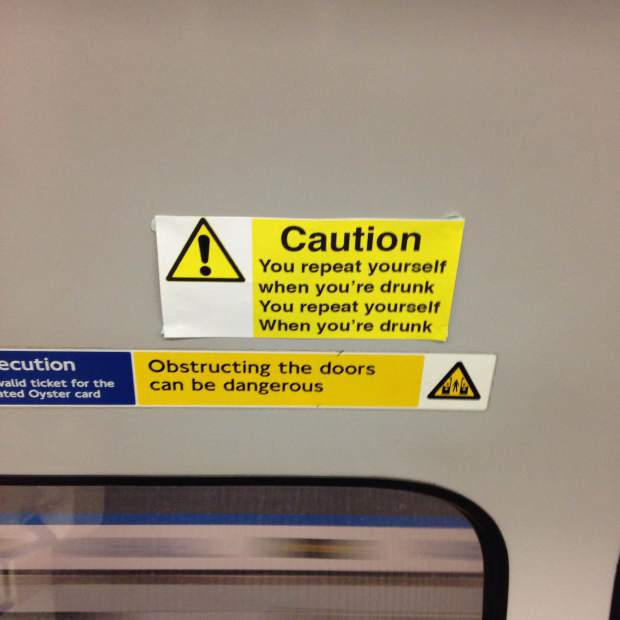 Caution
You repeat yourself
when you're drunk
You repeat yourself
When you're drunk
ecution
valid ticket for the
ated Oyster card
Obstructing the doors
can be dangerous